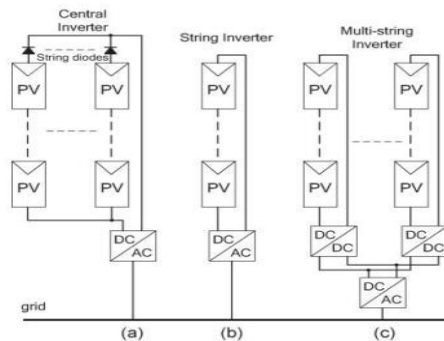 Central
Inverter
String diodes
PV
PV
PV
PV
DC
AC
(a)
String Inverter
PV
PV
DC
AC
(b)
Multi-string
Inverter
PV
PV
PV
PV
DC
DC
DC
DC
DC
AC
(c)
grid